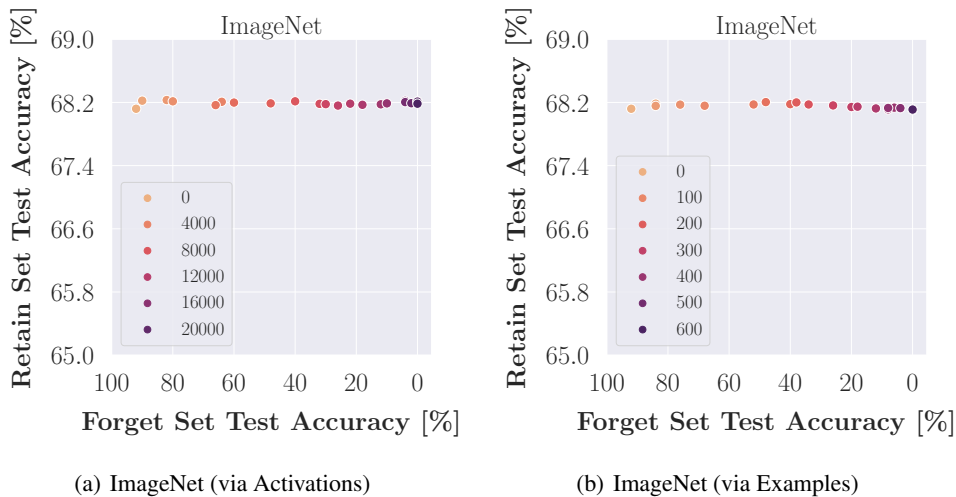 ImageNet
Retain Set Test Accuracy [%]
69.0
68.2
67.4
66.6
65.8
65.0
0
4000
8000
12000
16000
20000
100 80 60 40 20 0
Forget Set Test Accuracy [%]
(a) ImageNet (via Activations)
ImageNet
Retain Set Test Accuracy [%]
69.0
68.2
67.4
66.6
65.8
65.0
0
100
200
300
400
500
600
100 80 60 40 20 0
Forget Set Test Accuracy [%]
(b) ImageNet (via Examples)